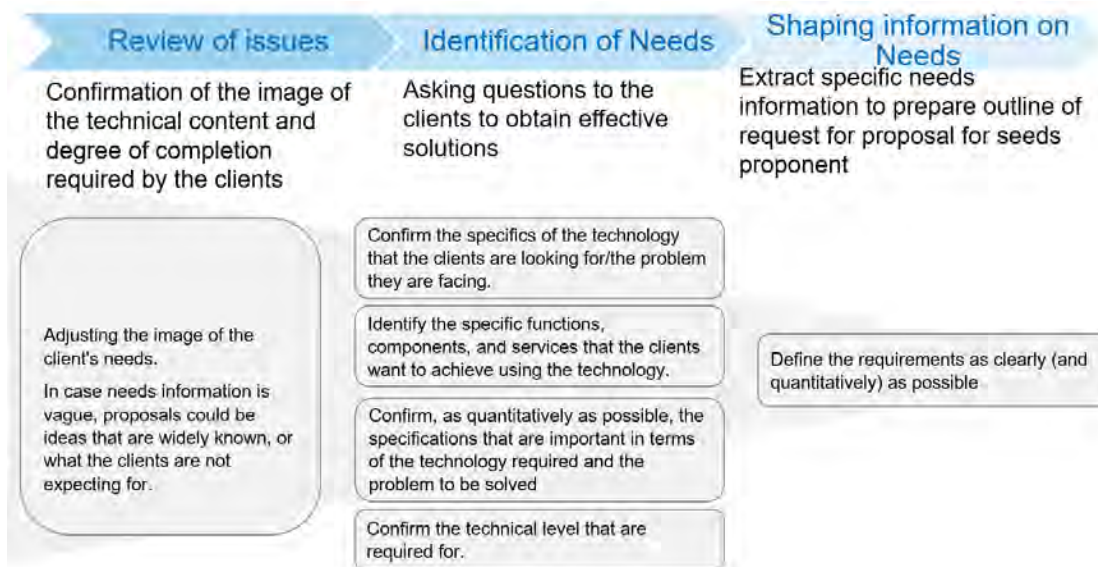 Review of issues
Confirmation of the image of
the technical content and
degree of completion
required by the clients
Adjusting the image of the
client's needs.
In case needs information is
vague, proposals could be
ideas that are widely known, or
what the clients are not
expecting for.
Identification of Needs
Asking questions to the
clients to obtain effective
solutions
Confirm the specifics of the technology
that the clients are looking for/the problem
they are facing.
Identify the specific functions,
components, and services that the clients
want to achieve using the technology.
Confirm, as quantitatively as possible, the
specifications that are important in terms
of the technology required and the
problem to be solved
Confirm the technical level that are
required for.
Shaping information on
Needs
Extract specific needs
information to prepare outline of
request for proposal for seeds
proponent
Define the requirements as clearly (and
quantitatively) as possible